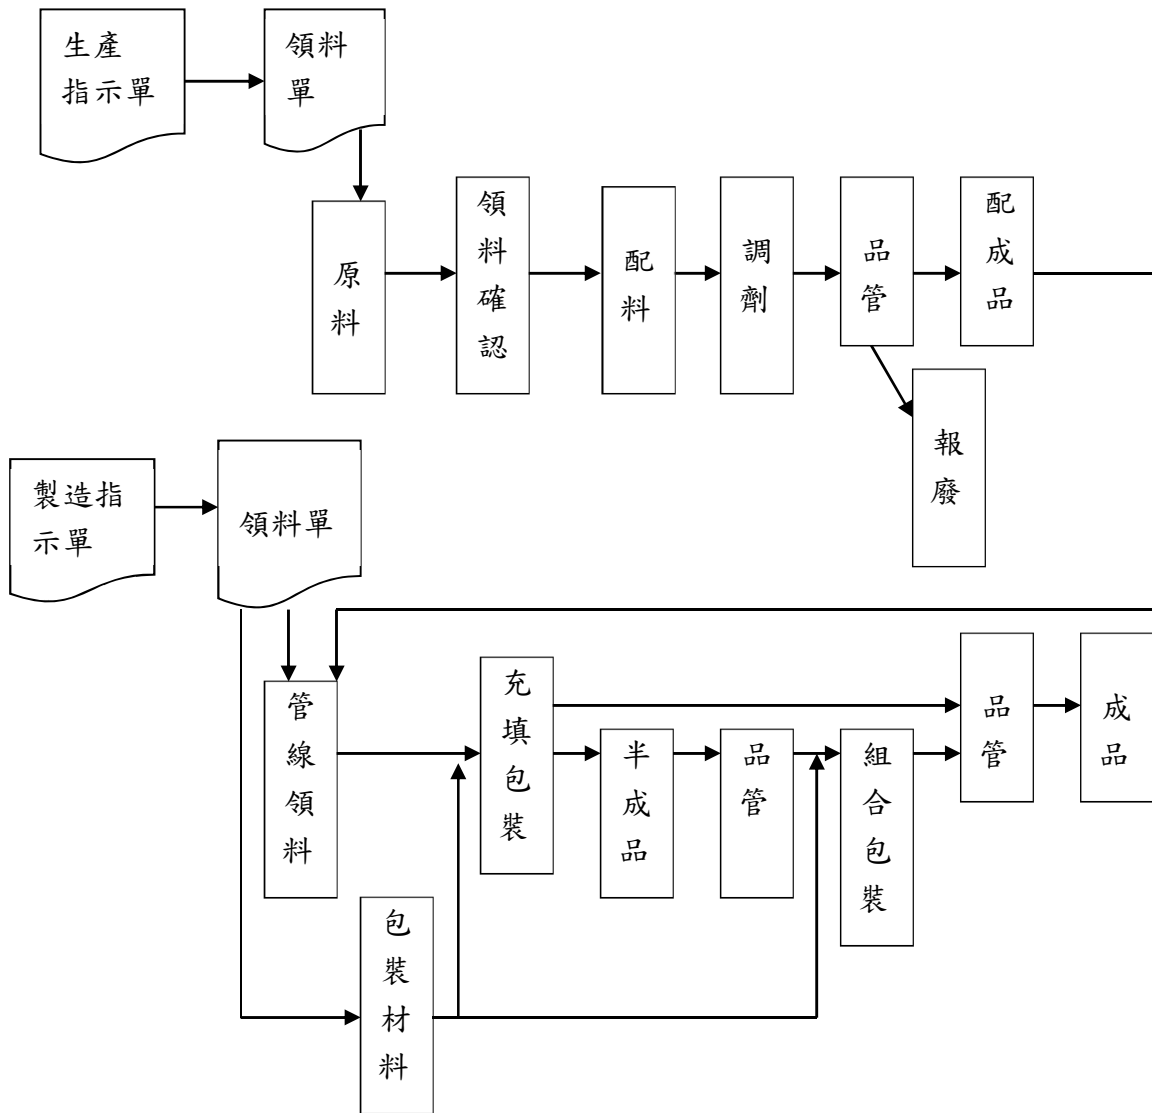 生產
指示單
領料
單
原料
領料確認
配料
調劑
品管
配成品
報廢
製造指
示單
領料單
管線領料
充填包裝
半成品
品管
組合包裝
品管
成品
包裝材料